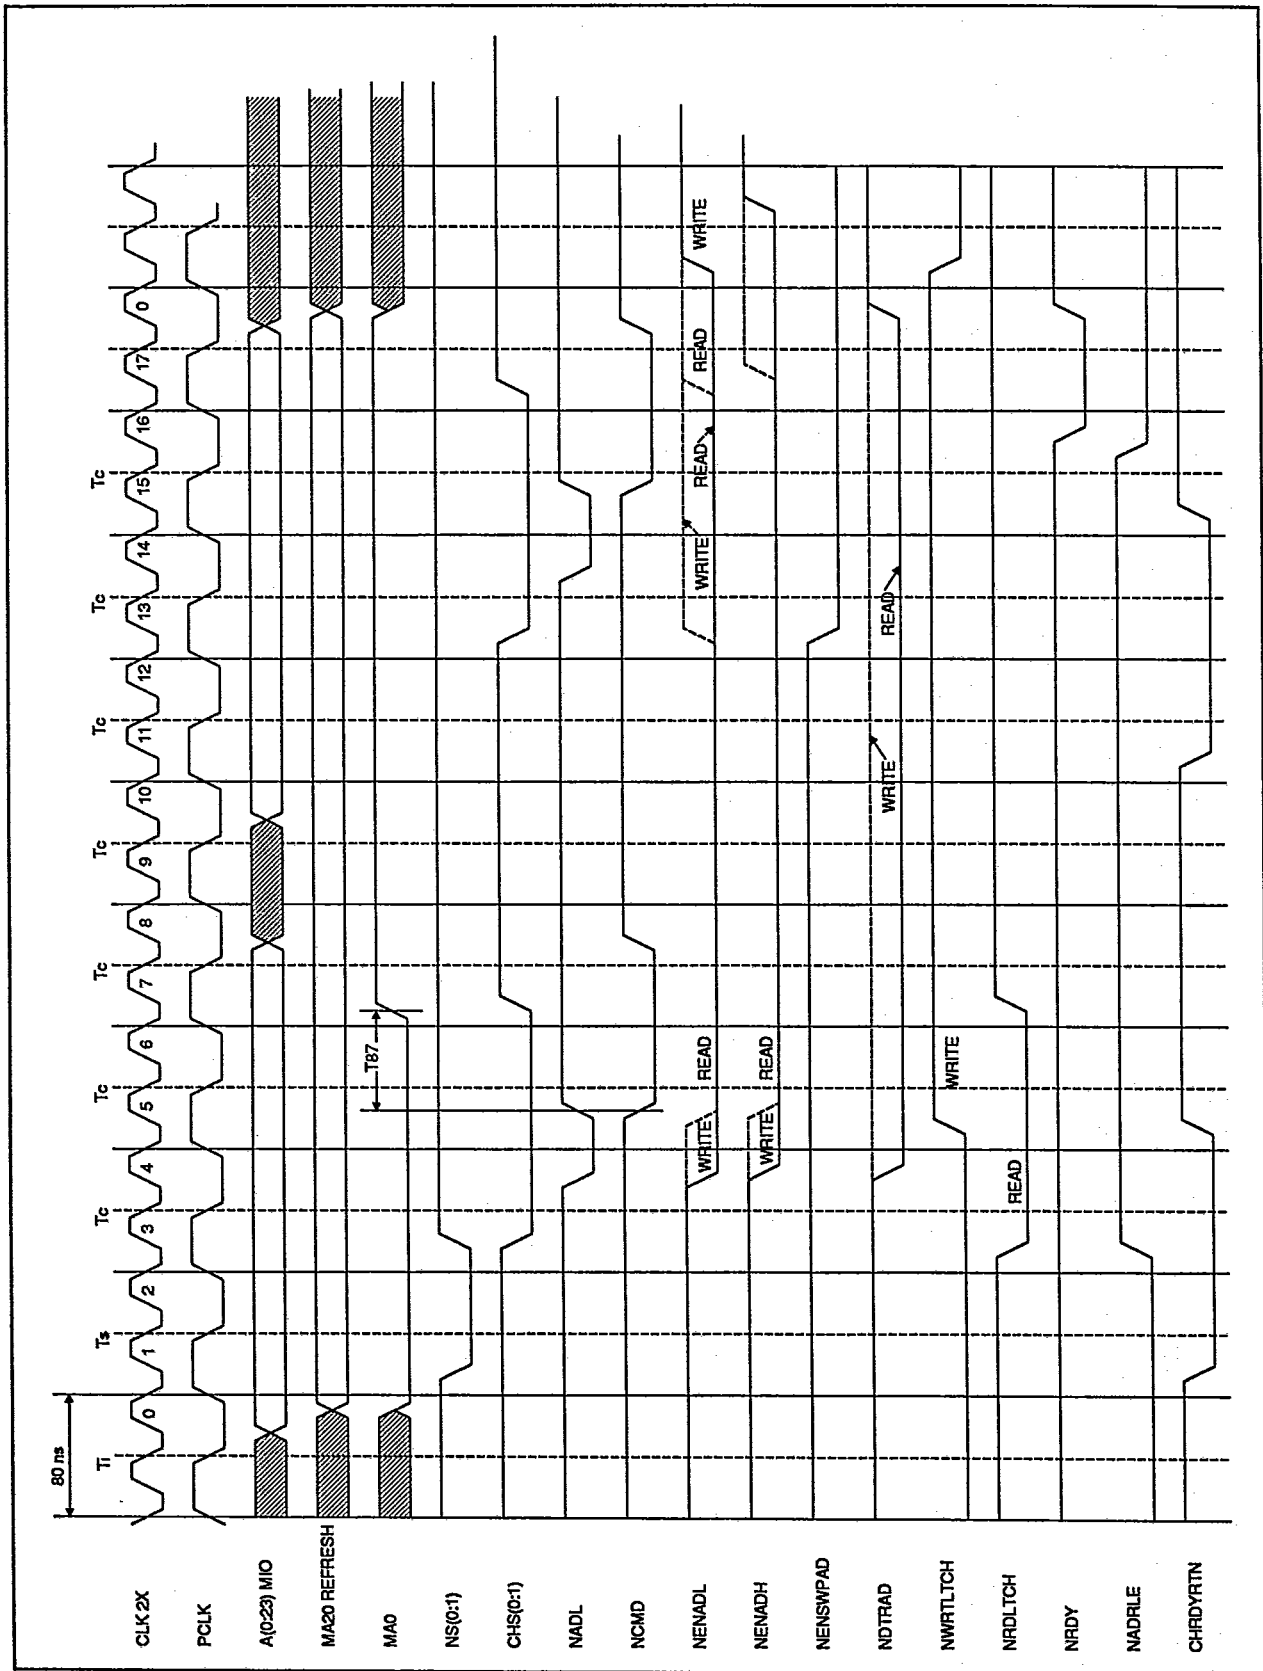 80 ns
Ti
Ts
Tc
Tc
Tc
Tc
Tc
Tc
Tc
CLK 2X
0
1
2
3
4
5
6
7
8
9
10
11
12
13
14
15
16
17
0
PCLK
A(0:23) MIO
MA20 REFRESH
MA0
T87
NS(0:1)
CHS(0:1)
NADL
NCMD
NENADL
WRITE
READ
WRITE
READ
READ
WRITE
NENADH
WRITE
READ
NENSWPAD
NDTRAD
WRITE
READ
NWRTLTCH
WRITE
NRDLTCH
READ
NRDY
NADRLE
CHRDYRTN